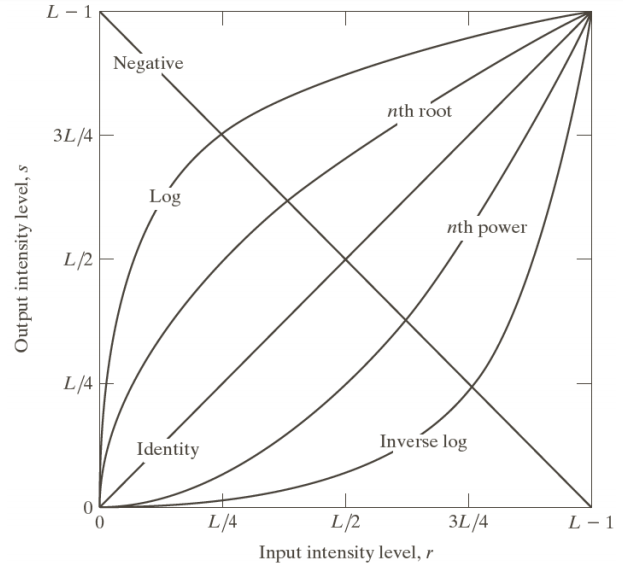 L − 1
Negative
nth root
3L/4
Log
nth power
L/2
L/4
Identity
Inverse log
0
0
L/4
L/2
3L/4
L − 1
Input intensity level, r
Output intensity level, s